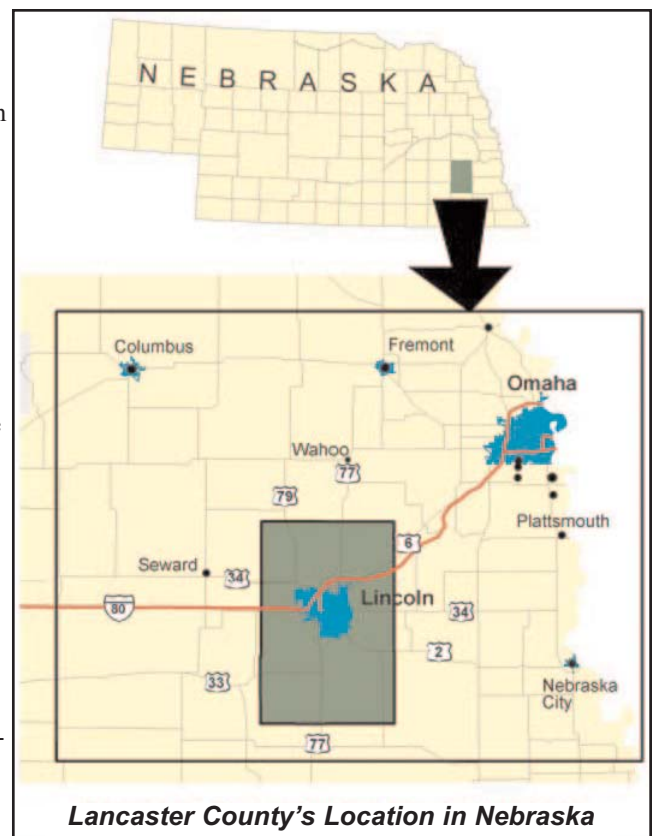 NEBRASKA
Columbus
Fremont
Omaha
Wahoo
77
79
Plattsmouth
6
Seward
34
Lincoln
80
34
2
33
Nebraska
City
77
Lancaster County's Location in Nebraska